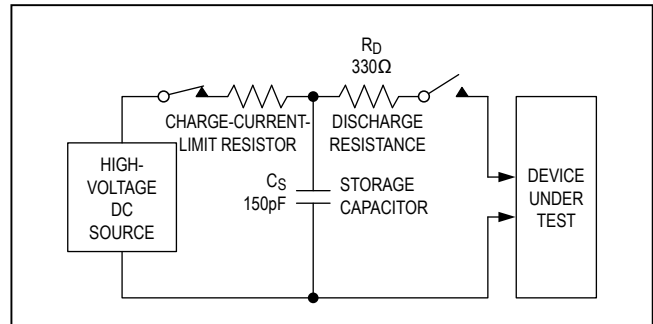 R_D
330Ω
CHARGE-CURRENT-
LIMIT RESISTOR
DISCHARGE
RESISTANCE
HIGH-
VOLTAGE
DC
SOURCE
C_S
150pF
STORAGE
CAPACITOR
DEVICE
UNDER
TEST